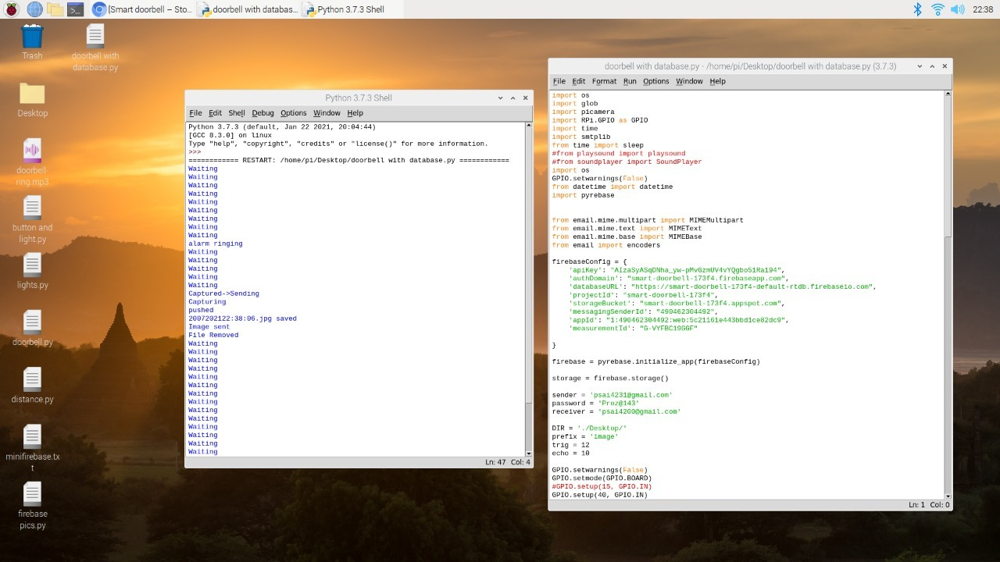 [Smart doorbell – Sto...
doorbell with databas...
Python 3.7.3 Shell
22:38
Trash
doorbell with
database.py
Desktop
doorbell-
ring.mp3
button and
light.py
lights.py
doorbell.py
distance.py
minifirebase.tx
t
firebase
pics.py
Python 3.7.3 Shell
File Edit Shell Debug Options Window Help
Python 3.7.3 (default, Jan 22 2021, 20:04:44)
[GCC 8.3.0] on linux
Type "help", "copyright", "credits" or "license()" for more information.
>>>
============ RESTART: /home/pi/Desktop/doorbell with database.py ============
Waiting
Waiting
Waiting
Waiting
Waiting
Waiting
Waiting
Waiting
Waiting
alarm ringing
Waiting
Waiting
Waiting
Waiting
Waiting
Captured->Sending
Capturing
pushed
2007202122:38:06.jpg saved
Image sent
File Removed
Waiting
Waiting
Waiting
Waiting
Waiting
Waiting
Waiting
Waiting
Waiting
Waiting
Waiting
Waiting
Waiting
Waiting
Ln: 47 Col: 4
doorbell with database.py - /home/pi/Desktop/doorbell with database.py (3.7.3)
File Edit Format Run Options Window Help
import os
import glob
import picamera
import RPi.GPIO as GPIO
import time
import smtplib
from time import sleep
#from playsound import playsound
#from soundplayer import SoundPlayer
import os
GPIO.setwarnings(False)
from datetime import datetime
import pyrebase
from email.mime.multipart import MIMEMultipart
from email.mime.text import MIMEText
from email.mime.base import MIMEBase
from email import encoders
firebaseConfig = {
'apiKey': "AIzaSyASqDNha_yw-pMvGzmUV4vYQgbo51Ra194",
'authDomain': "smart-doorbell-173f4.firebaseapp.com",
'databaseURL': "https://smart-doorbell-173f4-default-rtdb.firebaseio.com",
'projectId': "smart-doorbell-173f4",
'storageBucket': "smart-doorbell-173f4.appspot.com",
'messagingSenderId': "490462304492",
'appId': "1:490462304492:web:5c21161e443bbd1ce82dc9",
'measurementId': "G-VYFBC19GGF"
}
firebase = pyrebase.initialize_app(firebaseConfig)
storage = firebase.storage()
sender = 'psai4231@gmail.com'
password = 'Proz@143'
receiver = 'psai4200@gmail.com'
DIR = './Desktop/'
prefix = 'image'
trig = 12
echo = 10
GPIO.setwarnings(False)
GPIO.setmode(GPIO.BOARD)
#GPIO.setup(15, GPIO.IN)
GPIO.setup(40, GPIO.IN)
Ln: 1 Col: 0